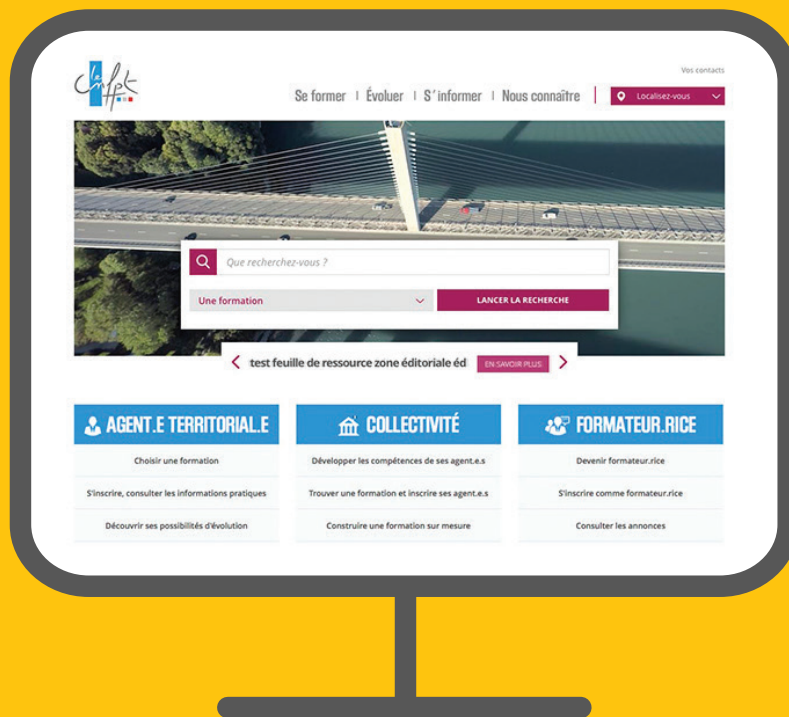 cnfpt
Vos contacts
Se former | Évoluer | S'informer | Nous connaître | Localisez-vous
Que recherchez-vous ?
Une formation
LANCER LA RECHERCHE
test feuille de ressource zone éditoriale éd
EN SAVOIR PLUS
AGENT.E TERRITORIAL.E
Choisir une formation
S'inscrire, consulter les informations pratiques
Découvrir ses possibilités d'évolution
COLLECTIVITÉ
Développer les compétences de ses agent.e.s
Trouver une formation et inscrire ses agent.e.s
Construire une formation sur mesure
FORMATEUR.RICE
Devenir formateur.rice
S'inscrire comme formateur.rice
Consulter les annonces